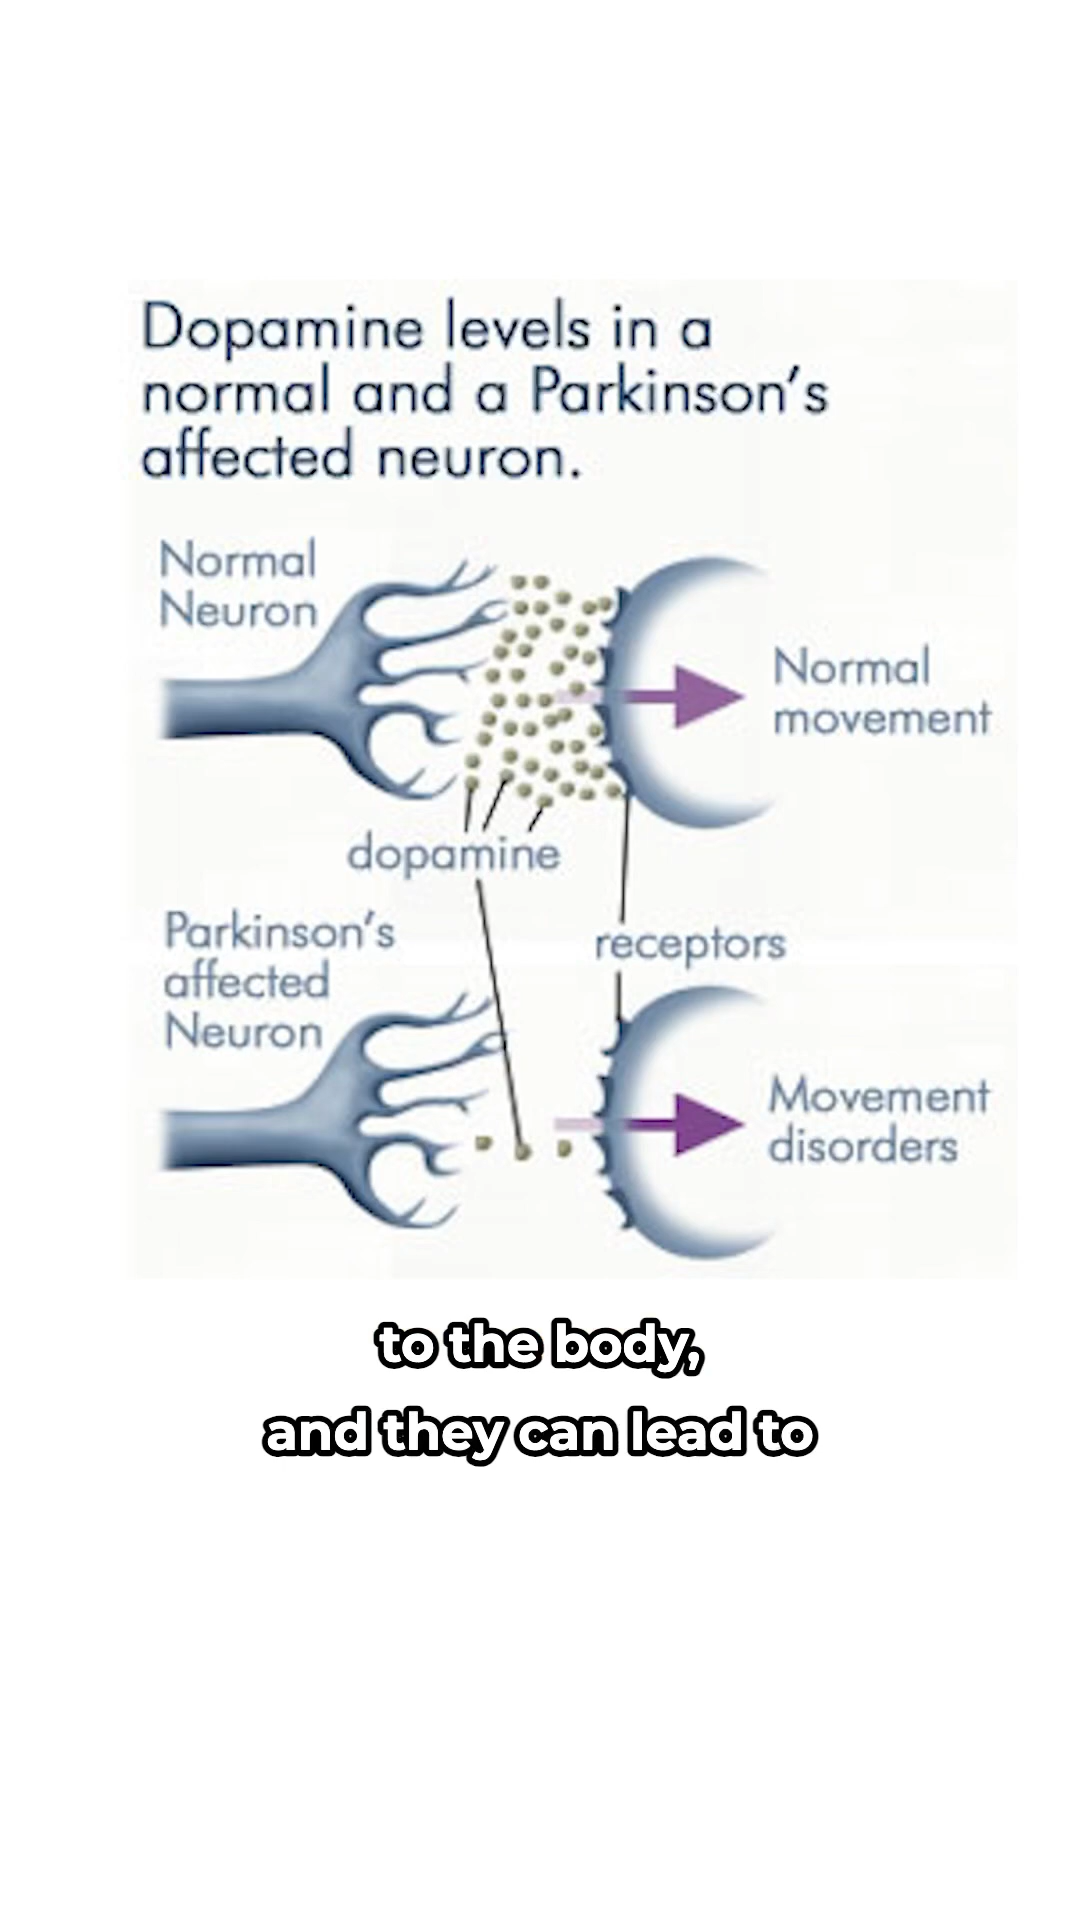 Dopamine levels in a
normal and a Parkinson's
affected neuron.
Normal
Neuron
Normal
movement
dopamine
Parkinson's
affected
Neuron
receptors
Movement
disorders
to the body,
and they can lead to